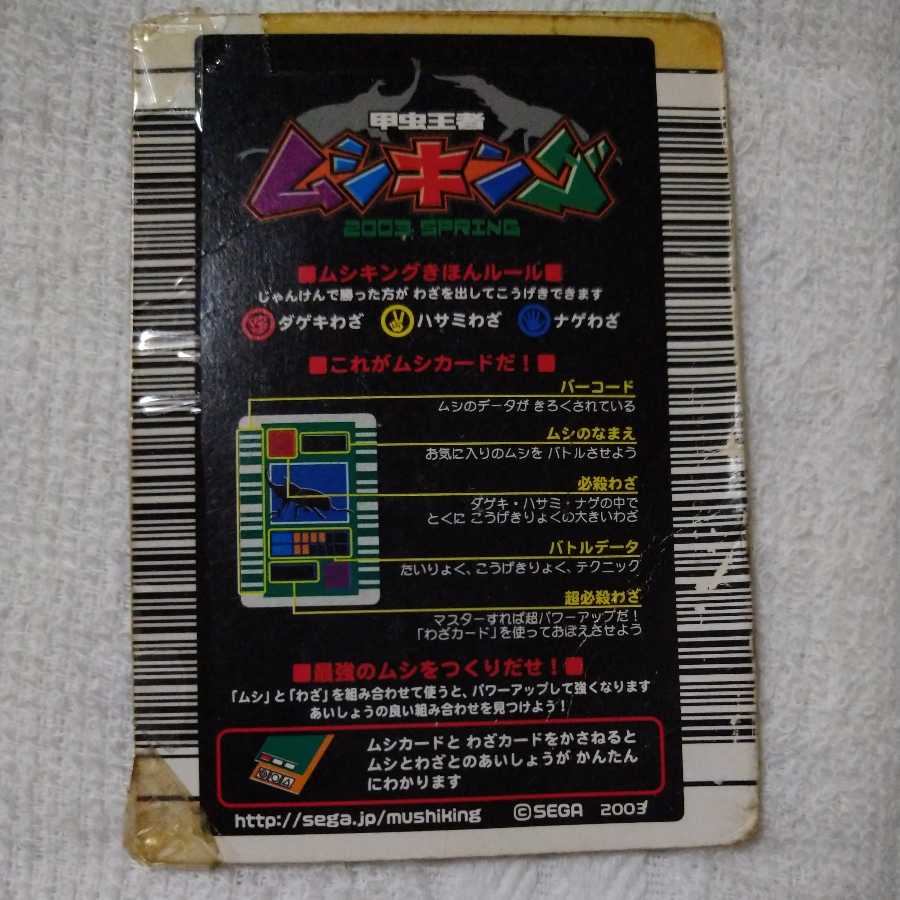 甲虫王者
ムシキング
2003 SPRING
■ムシキングきほんルール■
じゃんけんで勝った方が わざを出してこうげきできます
ダゲキわざ ハサミわざ ナゲわざ
■これがムシカードだ！■
バーコード
ムシのデータが きろくされている
ムシのなまえ
お気に入りのムシを バトルさせよう
必殺わざ
ダゲキ・ハサミ・ナゲの中で
とくに こうげきりょくの大きいわざ
バトルデータ
たいりょく、こうげきりょく、テクニック
超必殺わざ
マスターすれば超パワーアップだ！
「わざカード」を使っておぼえさせよう
■最強のムシをつくりだせ！■
「ムシ」と「わざ」を組み合わせて使うと、パワーアップして強くなります
あいしょうの良い組み合わせを見つけよう！
ムシカードと わざカードをかさねると
ムシとわざとのあいしょうが かんたん
にわかります
http://sega.jp/mushiking ©SEGA 2003